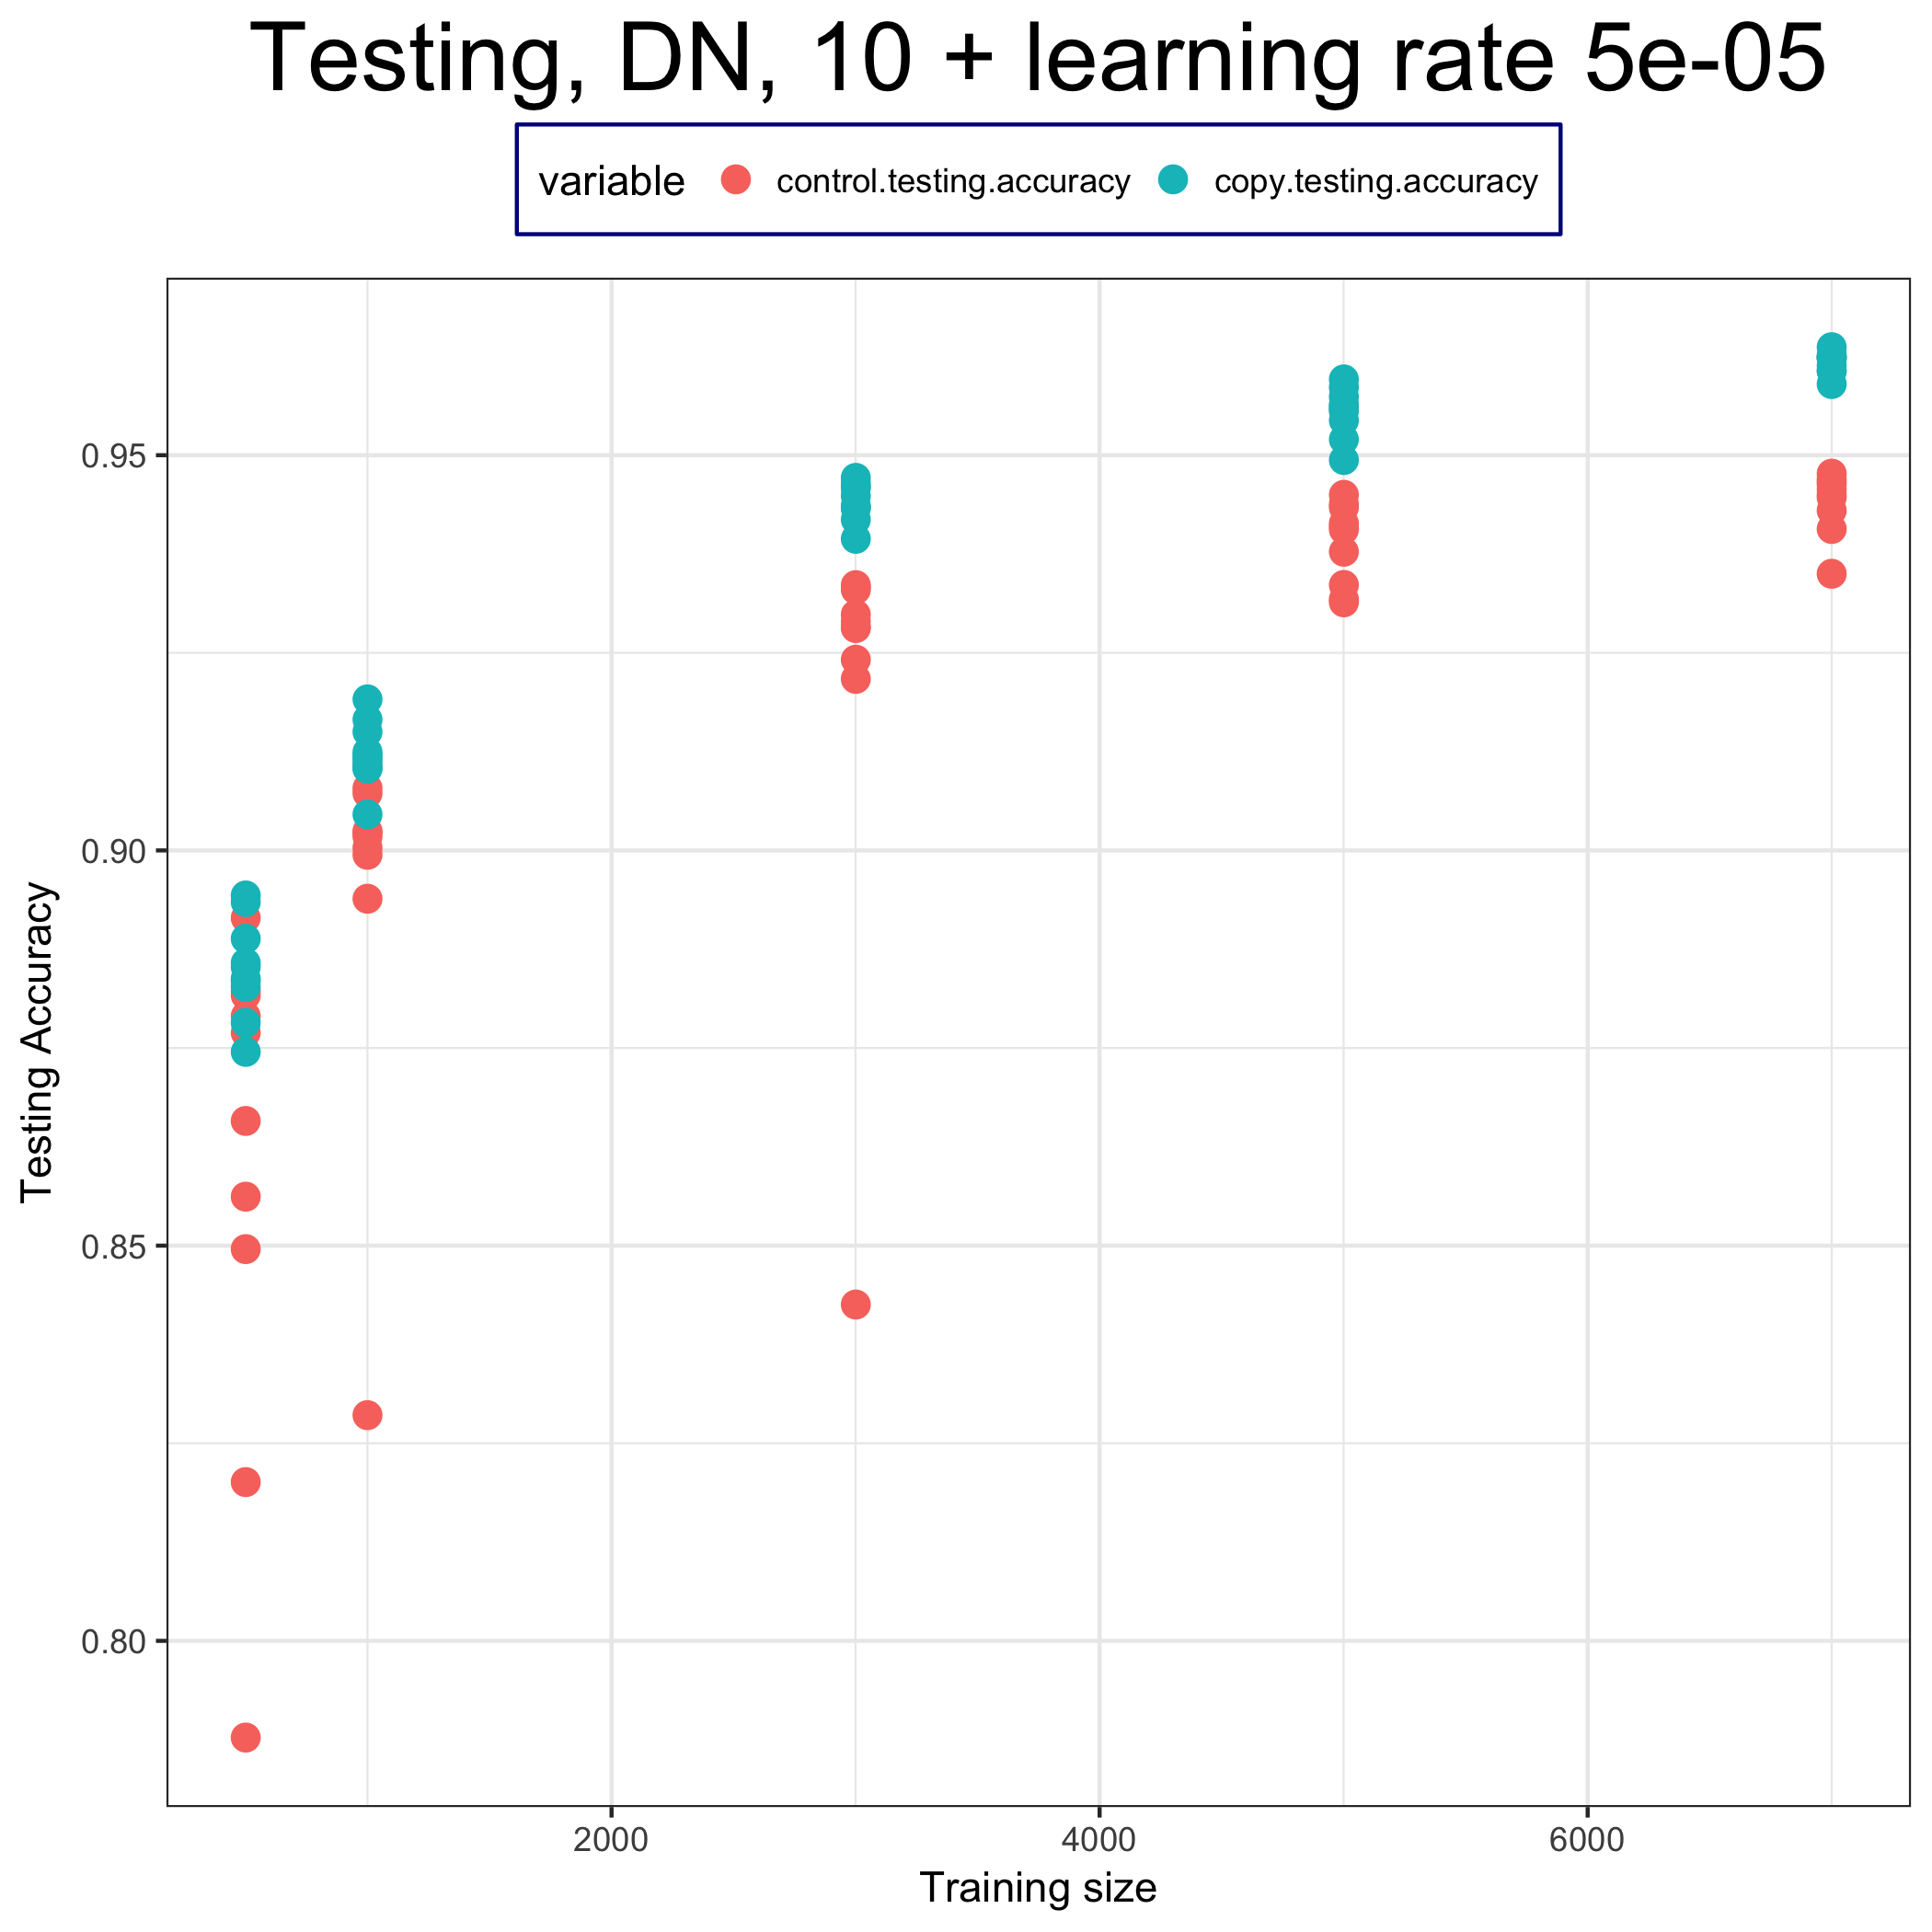 Testing, DN, 10 + learning rate 5e-05
variable control.testing.accuracy copy.testing.accuracy
0.95
0.90
0.85
0.80
Testing Accuracy
2000 4000 6000
Training size